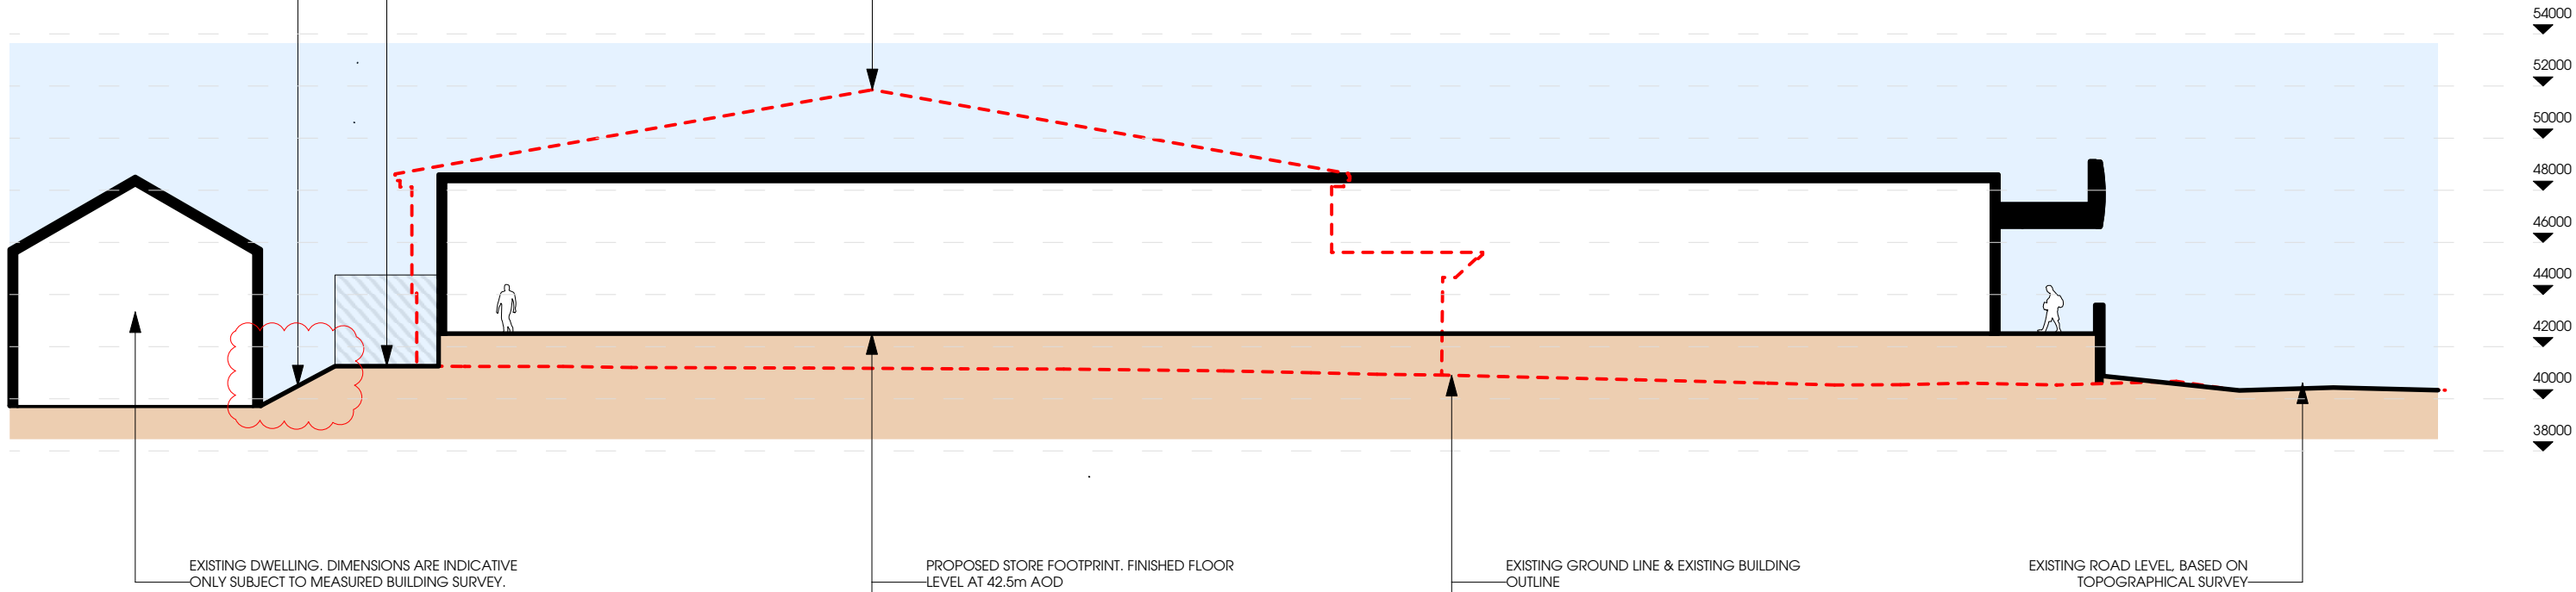 54000
52000
50000
48000
46000
44000
42000
40000
38000
EXISTING DWELLING. DIMENSIONS ARE INDICATIVE
ONLY SUBJECT TO MEASURED BUILDING SURVEY.
PROPOSED STORE FOOTPRINT. FINISHED FLOOR
LEVEL AT 42.5m AOD
EXISTING GROUND LINE & EXISTING BUILDING
OUTLINE
EXISTING ROAD LEVEL, BASED ON
TOPOGRAPHICAL SURVEY